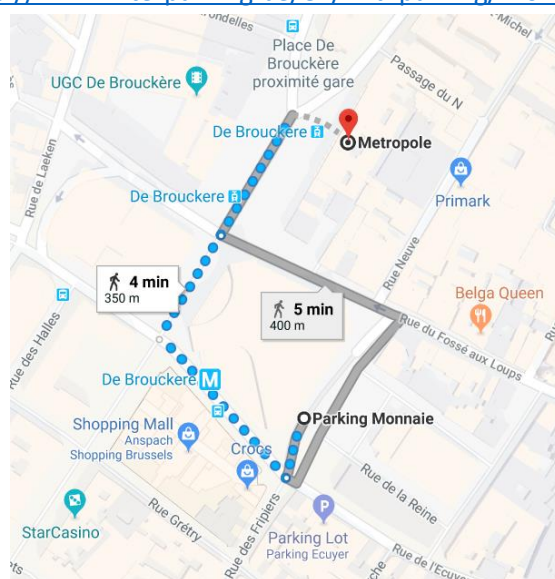 Place De
Brouckère
proximité gare
UGC De Brouckère
Passage du N
De Brouckere
Metropole
Rue de Laeken
De Brouckere
Primark
Rue Neuve
4 min
350 m
5 min
400 m
Belga Queen
Rue du Fossé aux Loups
Rue des Halles
De Brouckere
M
Parking Monnaie
Shopping Mall
Anspach
Shopping Brussels
Crocs
Rue de la Reine
StarCasino
Rue Grétry
Rue des Fripiers
P
Parking Lot
Parking Ecuyer
Rue de l'Ecuye